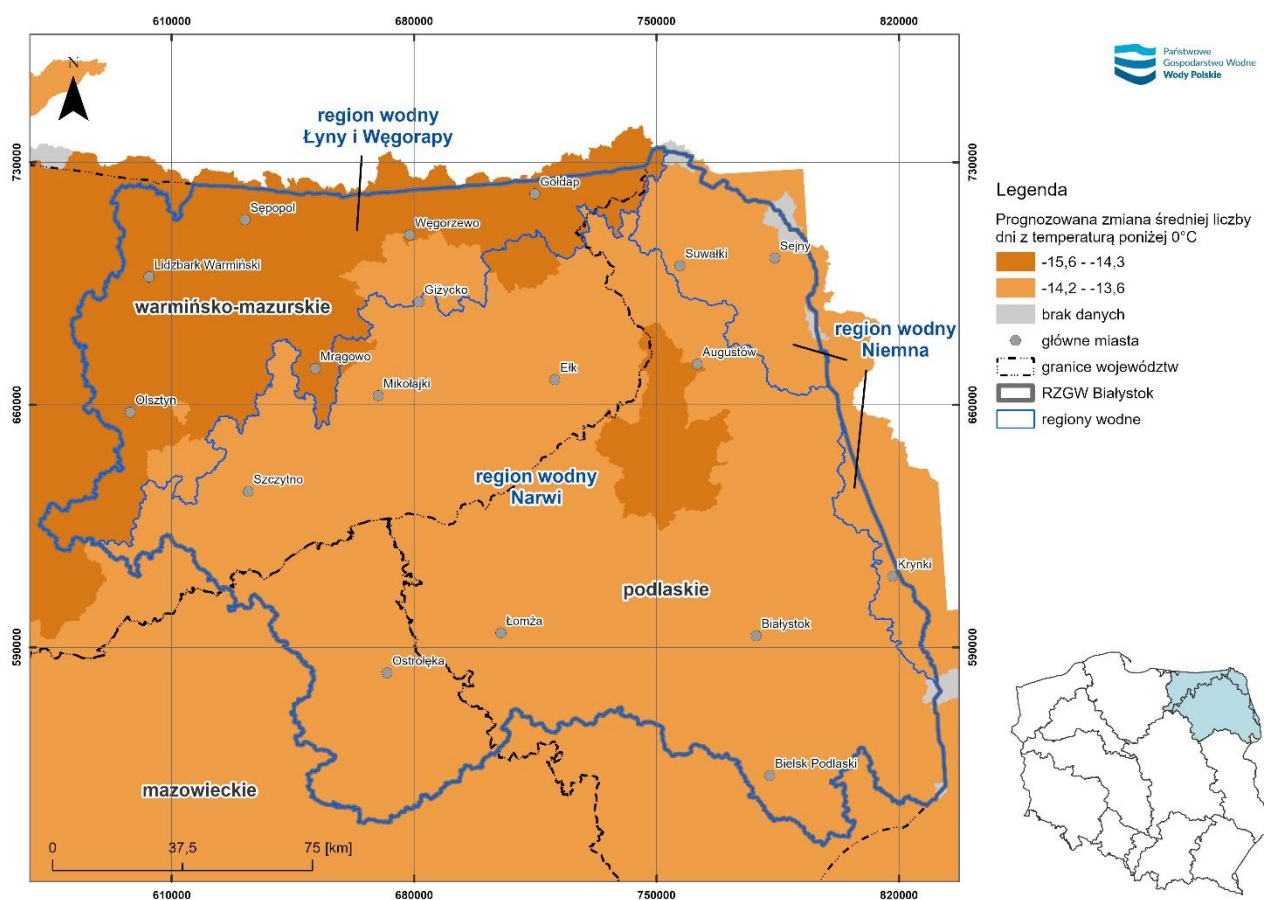 610000
680000
750000
820000
N
Państwowe
Gospodarstwo Wodne
Wody Polskie
region wodny
Łyny i Węgorapy
730000
730000
Gołdap
Sępopol
Węgorzewo
Sejny
Suwałki
Lidzbark Warmiński
Giżycko
warmińsko-mazurskie
region wodny
Niemna
Mrągowo
Augustów
Ełk
Mikołajki
Olsztyn
660000
660000
Szczytno
region wodny
Narwi
Krynki
podlaskie
Łomża
Białystok
590000
590000
Ostrołęka
Bielsk Podlaski
mazowieckie
0
37,5
75 [km]
610000
680000
750000
820000
Legenda
Prognozowana zmiana średniej liczby
dni z temperaturą poniżej 0°C
-15,6 - -14,3
-14,2 - -13,6
brak danych
główne miasta
granice województw
RZGW Białystok
regiony wodne